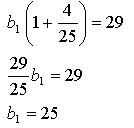 b₁(1 + 4/25) = 29
29/25 b₁ = 29
b₁ = 25